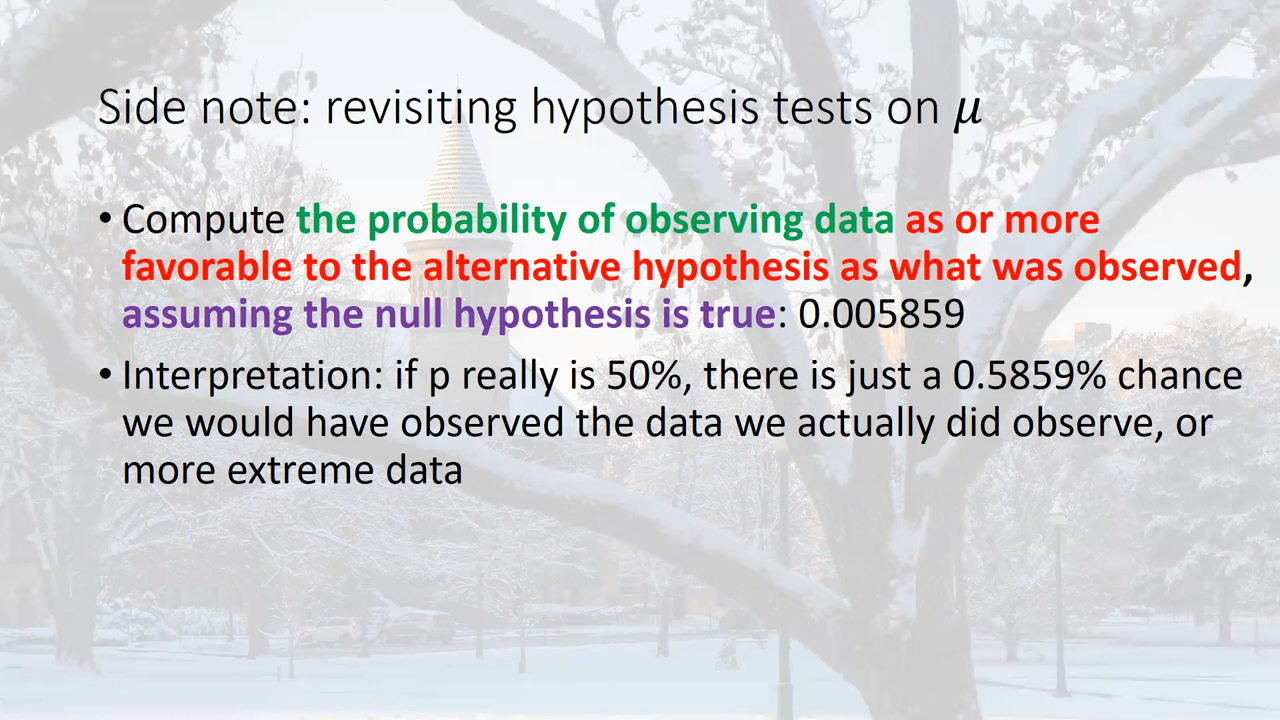 Side note: revisiting hypothesis tests on 𝜇
• Compute the probability of observing data as or more
favorable to the alternative hypothesis as what was observed,
assuming the null hypothesis is true: 0.005859
• Interpretation: if p really is 50%, there is just a 0.5859% chance
we would have observed the data we actually did observe, or
more extreme data